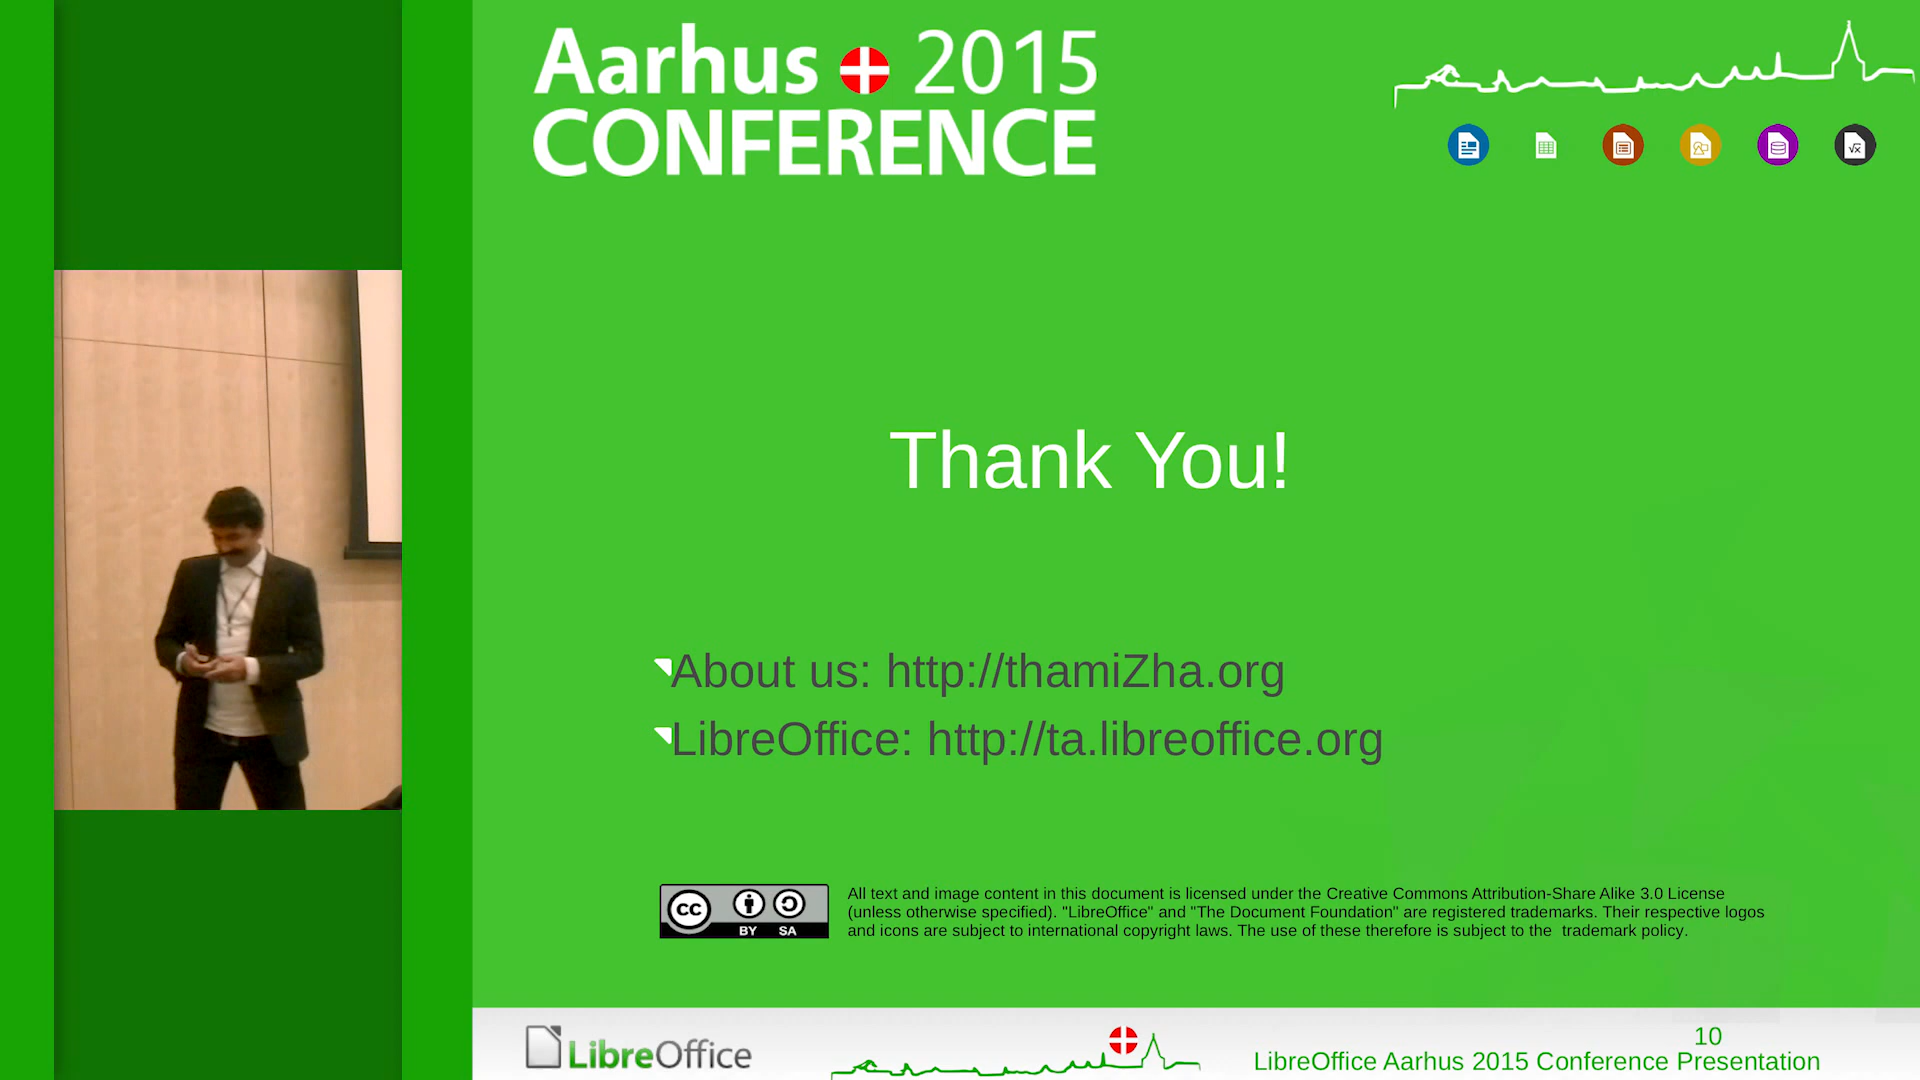 Aarhus 2015
CONFERENCE
Thank You!
About us: http://thamiZha.org
LibreOffice: http://ta.libreoffice.org
cc
BY SA
All text and image content in this document is licensed under the Creative Commons Attribution-Share Alike 3.0 License
(unless otherwise specified). "LibreOffice" and "The Document Foundation" are registered trademarks. Their respective logos
and icons are subject to international copyright laws. The use of these therefore is subject to the trademark policy.
LibreOffice
10
LibreOffice Aarhus 2015 Conference Presentation